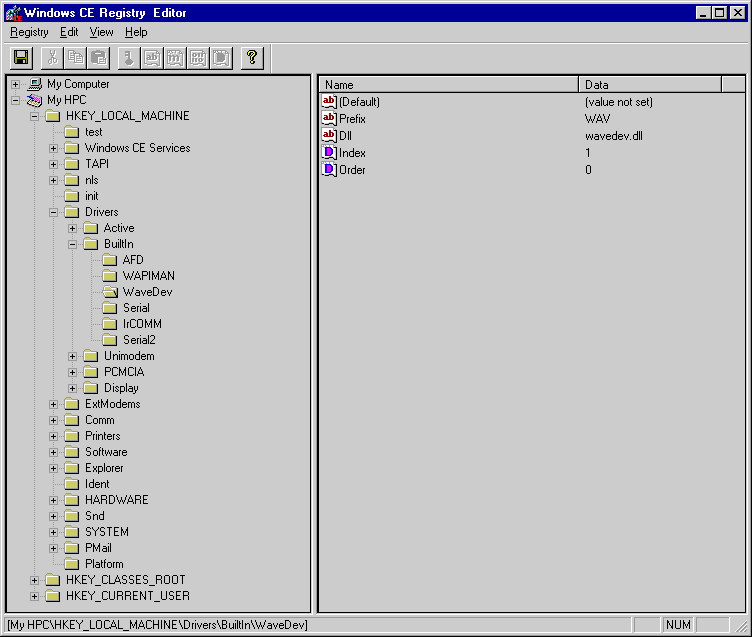 Windows CE Registry Editor
Registry Edit View Help
My Computer
My HPC
HKEY_LOCAL_MACHINE
test
Windows CE Services
TAPI
nls
init
Drivers
Active
BuiltIn
AFD
WAPIMAN
WaveDev
Serial
IrCOMM
Serial2
Unimodem
PCMCIA
Display
ExtModems
Comm
Printers
Software
Explorer
Ident
HARDWARE
Snd
SYSTEM
PMail
Platform
HKEY_CLASSES_ROOT
HKEY_CURRENT_USER
Name Data
(Default) (value not set)
Prefix WAV
Dll wavedev.dll
Index 1
Order 0
[My HPC\HKEY_LOCAL_MACHINE\Drivers\BuiltIn\WaveDev] NUM